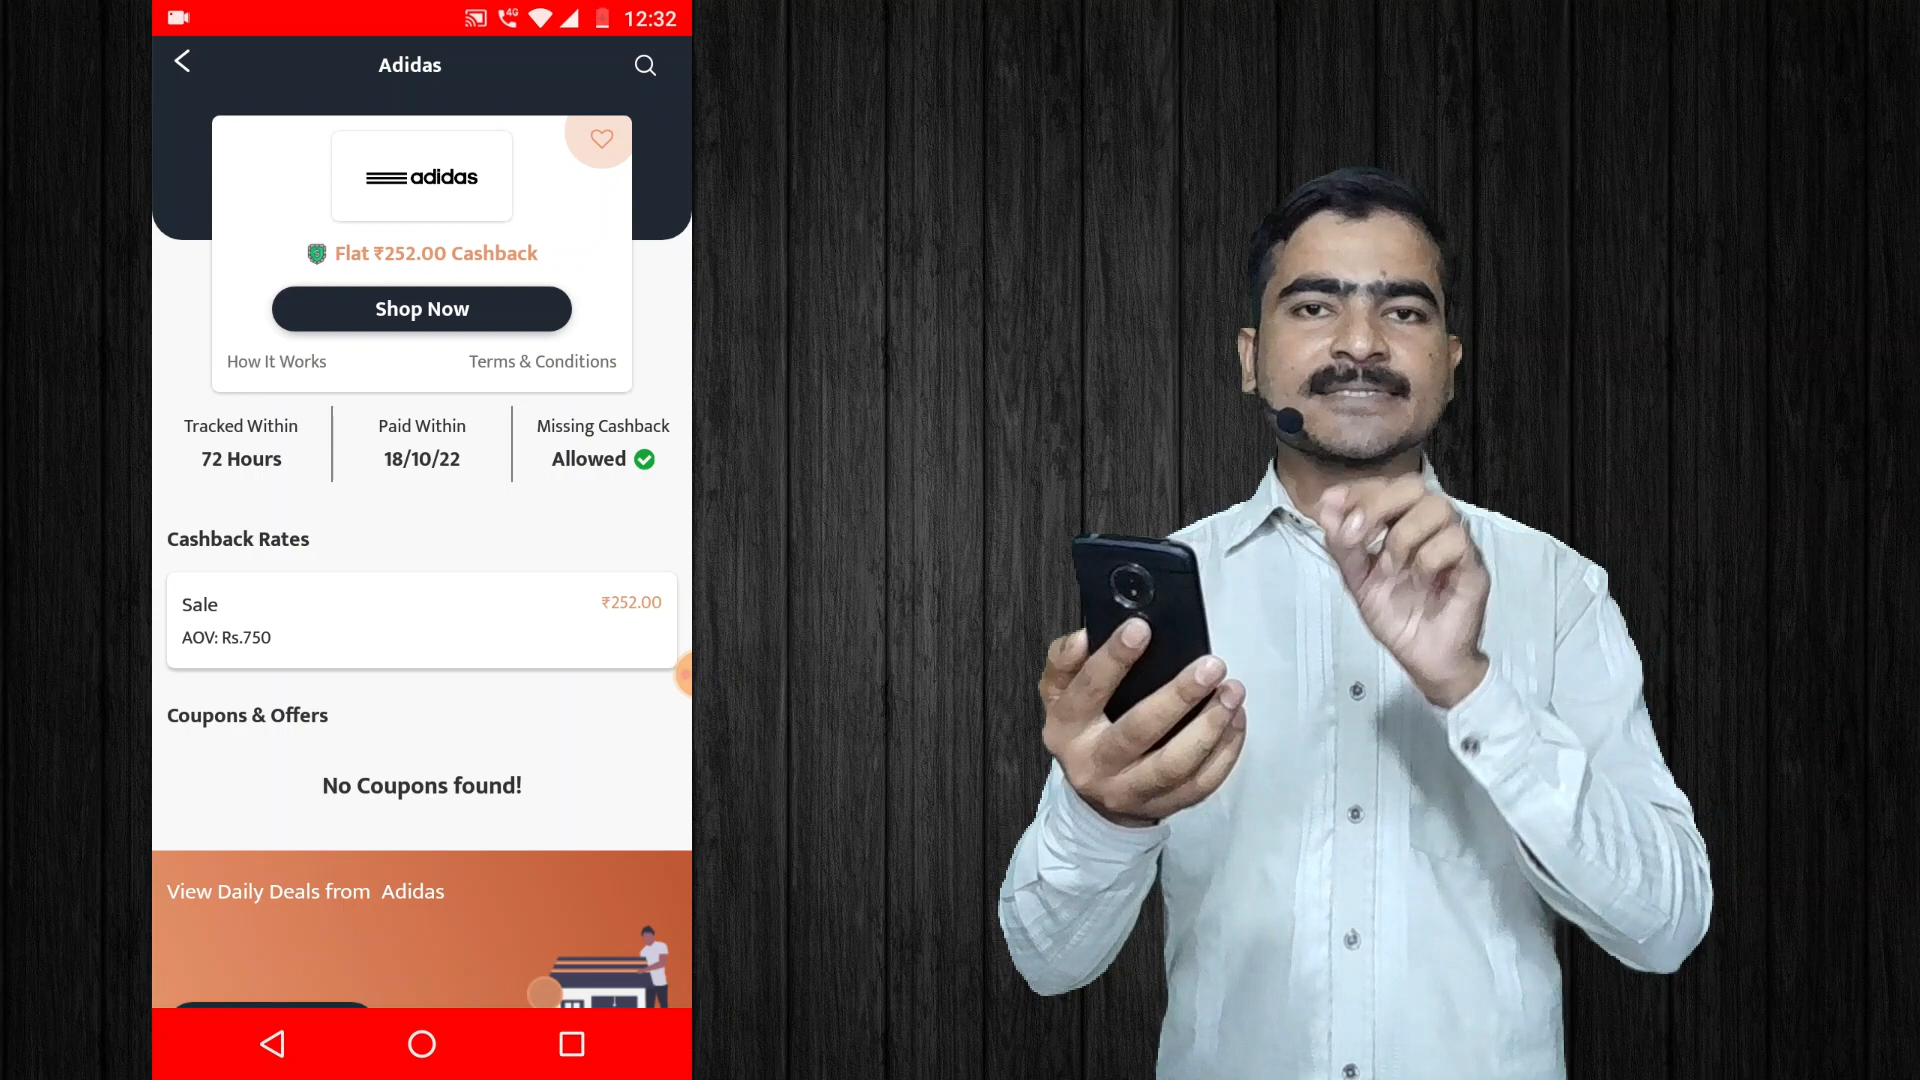 4G 12:32
Adidas
adidas
Flat ₹252.00 Cashback
Shop Now
How It Works Terms & Conditions
Tracked Within Paid Within Missing Cashback
72 Hours 18/10/22 Allowed
Cashback Rates
Sale ₹252.00
AOV: Rs.750
Coupons & Offers
No Coupons found!
View Daily Deals from Adidas